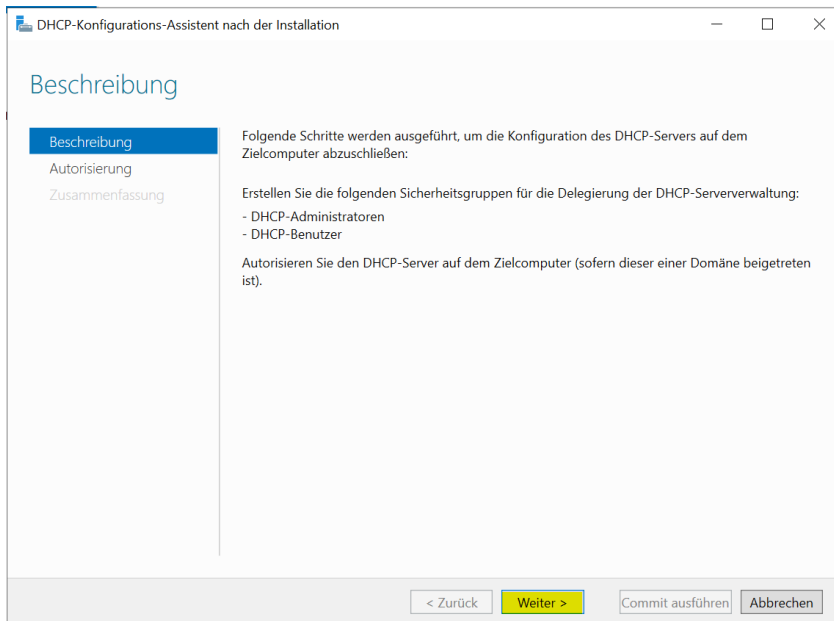 DHCP-Konfigurations-Assistent nach der Installation
Beschreibung
Beschreibung
Autorisierung
Zusammenfassung
Folgende Schritte werden ausgeführt, um die Konfiguration des DHCP-Servers auf dem
Zielcomputer abzuschließen:
Erstellen Sie die folgenden Sicherheitsgruppen für die Delegierung der DHCP-Serververwaltung:
- DHCP-Administratoren
- DHCP-Benutzer
Autorisieren Sie den DHCP-Server auf dem Zielcomputer (sofern dieser einer Domäne beigetreten
ist).
< Zurück
Weiter >
Commit ausführen
Abbrechen